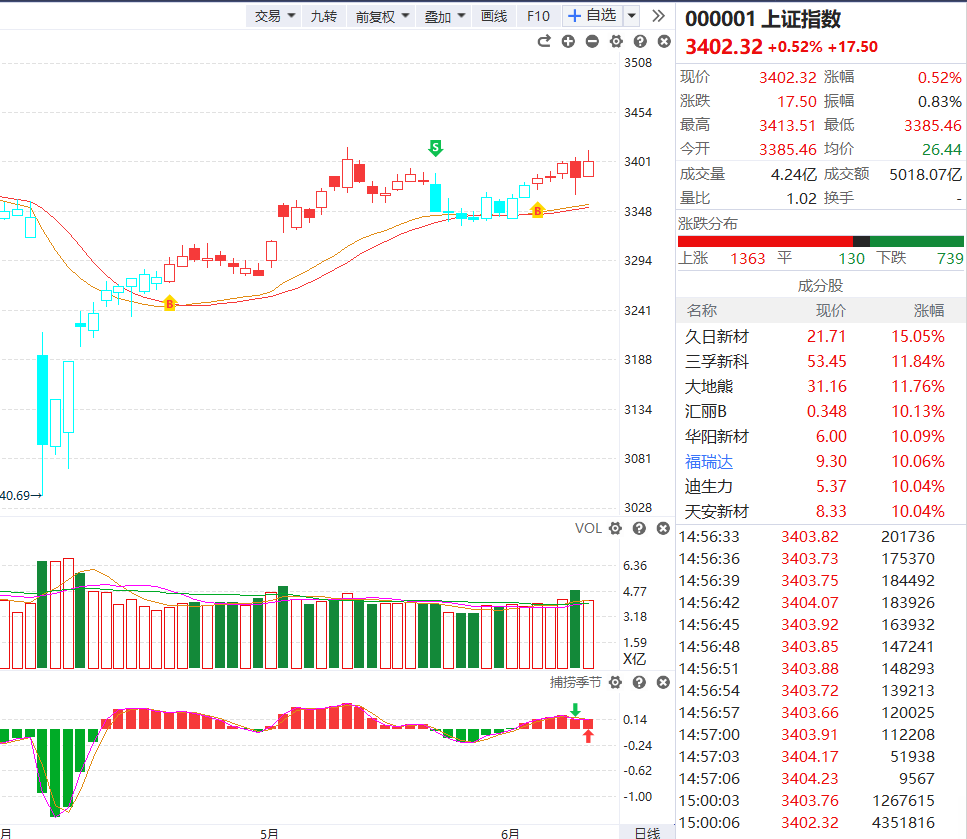 交易 九转 前复权 叠加 画线 F10 + 自选
3508
3454
3401
3348
3294
3241
3188
3134
3081
3028
S
B
B
40.69→
VOL
6.36
4.77
3.18
1.59
X亿
捕捞季节
0.14
-0.24
-0.62
-1.00
月 5月 6月 日线
000001 上证指数
3402.32 +0.52% +17.50
现价 3402.32 涨幅 0.52%
涨跌 17.50 振幅 0.83%
最高 3413.51 最低 3385.46
今开 3385.46 均价 26.44
成交量 4.24亿 成交额 5018.07亿
量比 1.02 换手 -
涨跌分布
上涨 1363 平 130 下跌 739
成分股
名称 现价 涨幅
久日新材 21.71 15.05%
三孚新科 53.45 11.84%
大地熊 31.16 11.76%
汇丽B 0.348 10.13%
华阳新材 6.00 10.09%
福瑞达 9.30 10.06%
迪生力 5.37 10.04%
天安新材 8.33 10.04%
14:56:33 3403.82 201736
14:56:36 3403.73 175370
14:56:39 3403.75 184492
14:56:42 3404.07 183926
14:56:45 3403.92 163932
14:56:48 3403.85 147241
14:56:51 3403.88 148293
14:56:54 3403.72 139213
14:56:57 3403.66 120025
14:57:00 3403.91 112208
14:57:03 3404.17 51938
14:57:06 3404.23 9567
15:00:03 3403.76 1267615
15:00:06 3402.32 4351816